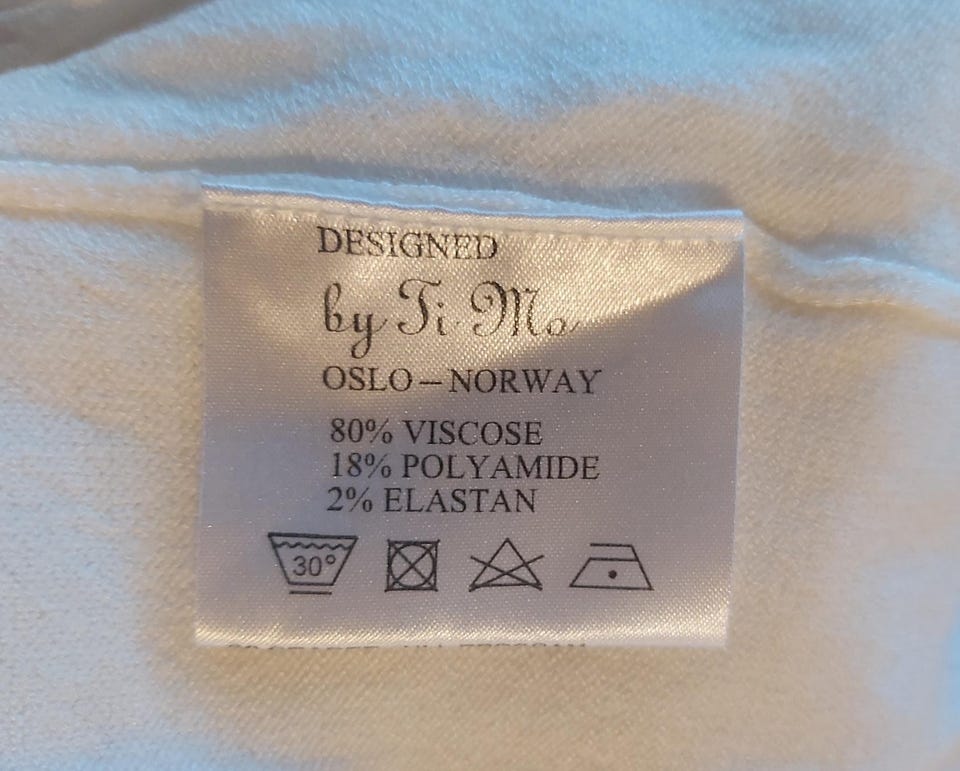 DESIGNED
by Ti Mo
OSLO – NORWAY
80% VISCOSE
18% POLYAMIDE
2% ELASTAN
30°